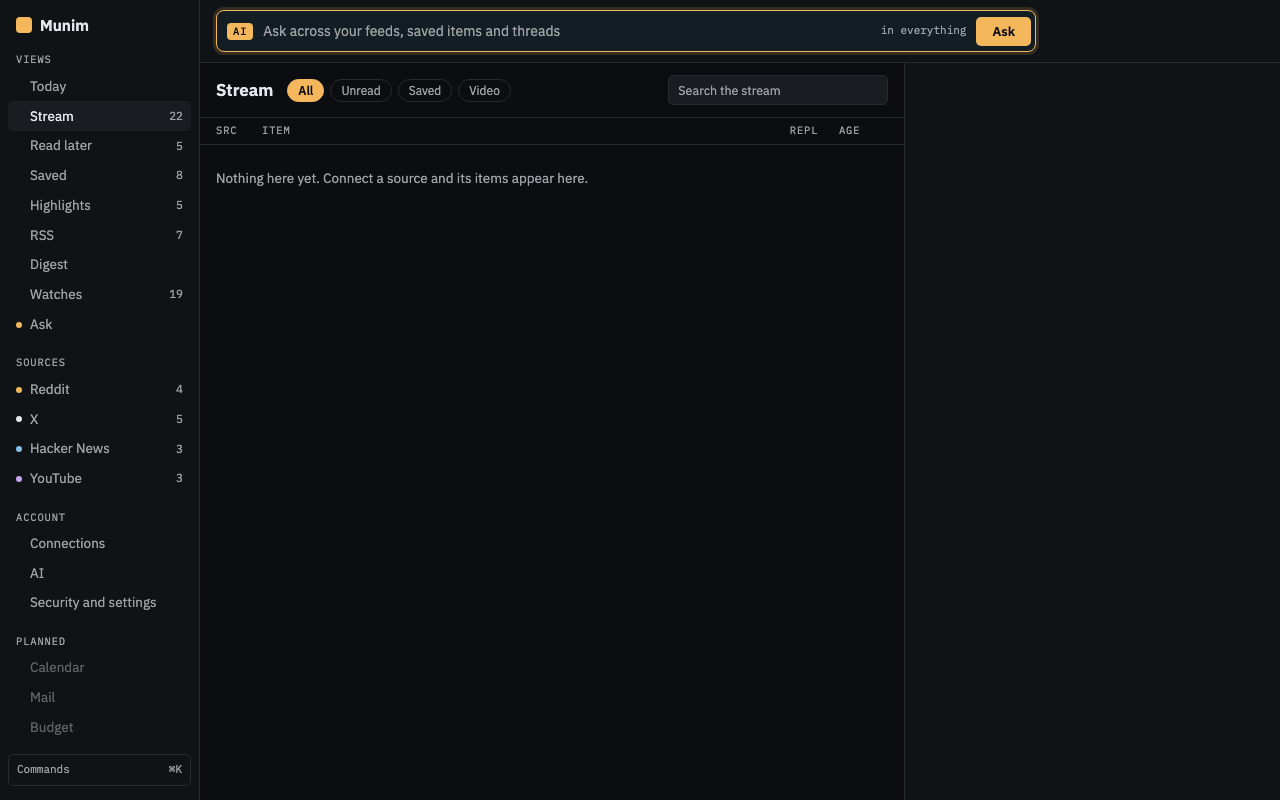 Munim
VIEWS
Today
Stream 22
Read later 5
Saved 8
Highlights 5
RSS 7
Digest
Watches 19
Ask
SOURCES
Reddit 4
X 5
Hacker News 3
YouTube 3
ACCOUNT
Connections
AI
Security and settings
PLANNED
Calendar
Mail
Budget
Commands ⌘K
AI Ask across your feeds, saved items and threads in everything Ask
Stream All Unread Saved Video Search the stream
SRC ITEM REPL AGE
Nothing here yet. Connect a source and its items appear here.